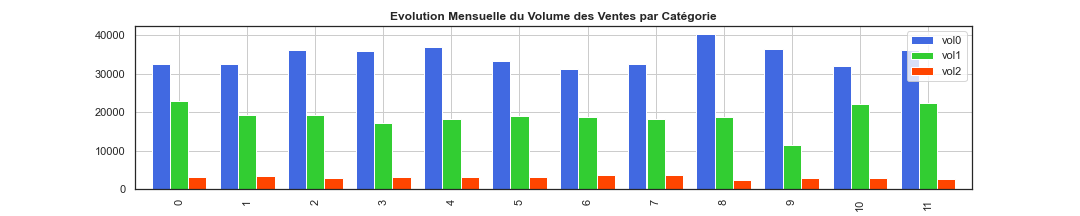 Evolution Mensuelle du Volume des Ventes par Catégorie
40000
30000
20000
10000
0
vol0
vol1
vol2
0 1 2 3 4 5 6 7 8 9 10 11